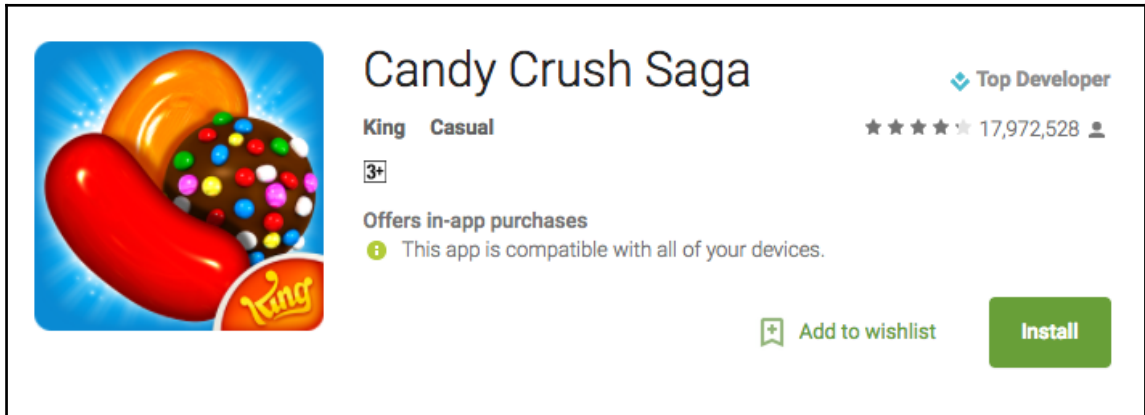 Candy Crush Saga
Top Developer
King Casual
17,972,528
3+
Offers in-app purchases
This app is compatible with all of your devices.
King
Add to wishlist
Install